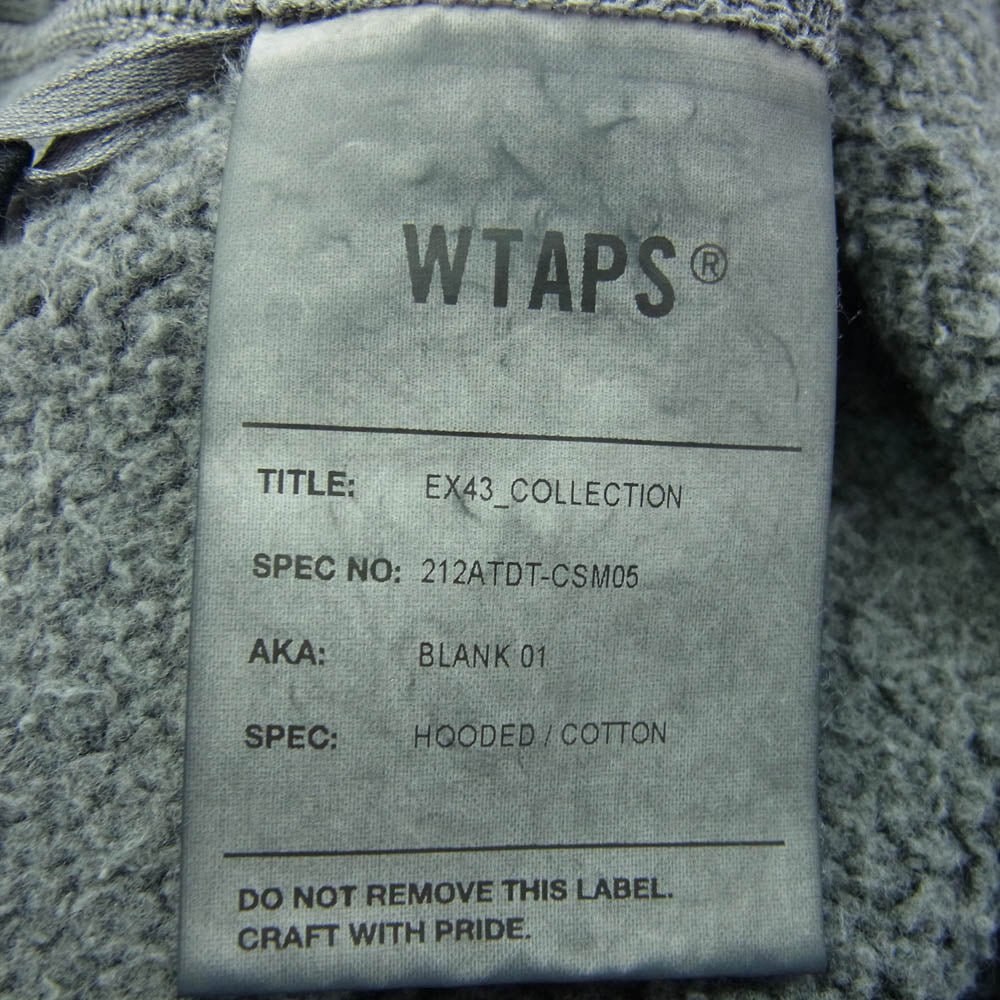 WTAPS®
TITLE: EX43_COLLECTION
SPEC NO: 212ATDT-CSM05
AKA: BLANK 01
SPEC: HOODED / COTTON
DO NOT REMOVE THIS LABEL.
CRAFT WITH PRIDE.